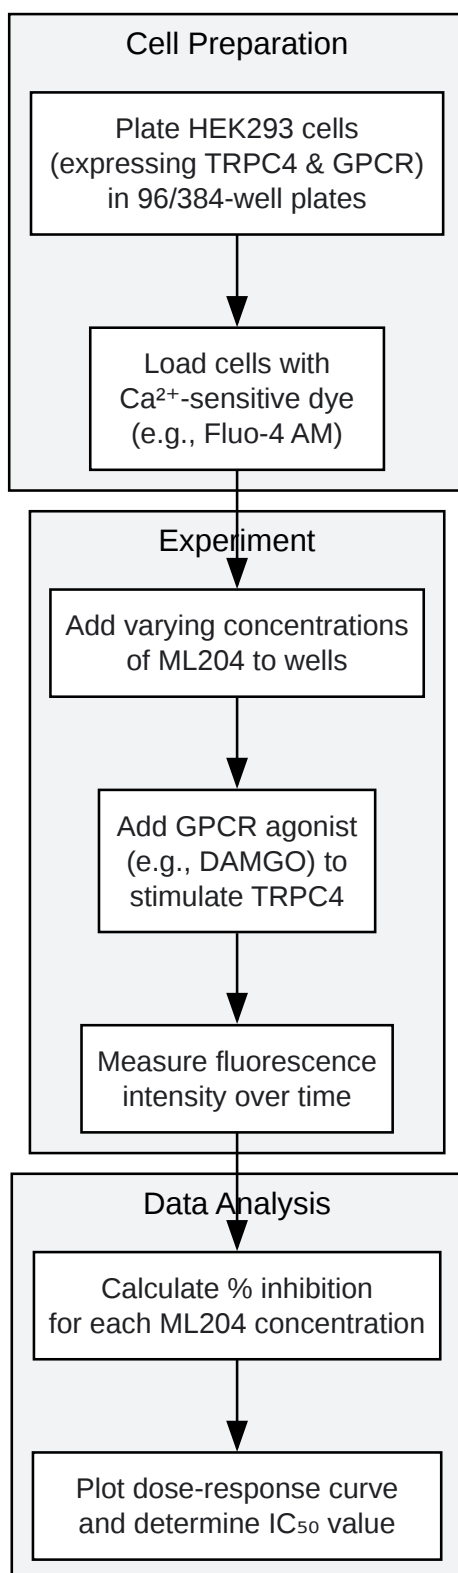 Cell Preparation
Plate HEK293 cells
(expressing TRPC4 & GPCR)
in 96/384-well plates
Load cells with
Ca²⁺-sensitive dye
(e.g., Fluo-4 AM)
Experiment
Add varying concentrations
of ML204 to wells
Add GPCR agonist
(e.g., DAMGO) to
stimulate TRPC4
Measure fluorescence
intensity over time
Data Analysis
Calculate % inhibition
for each ML204 concentration
Plot dose-response curve
and determine IC₅₀ value